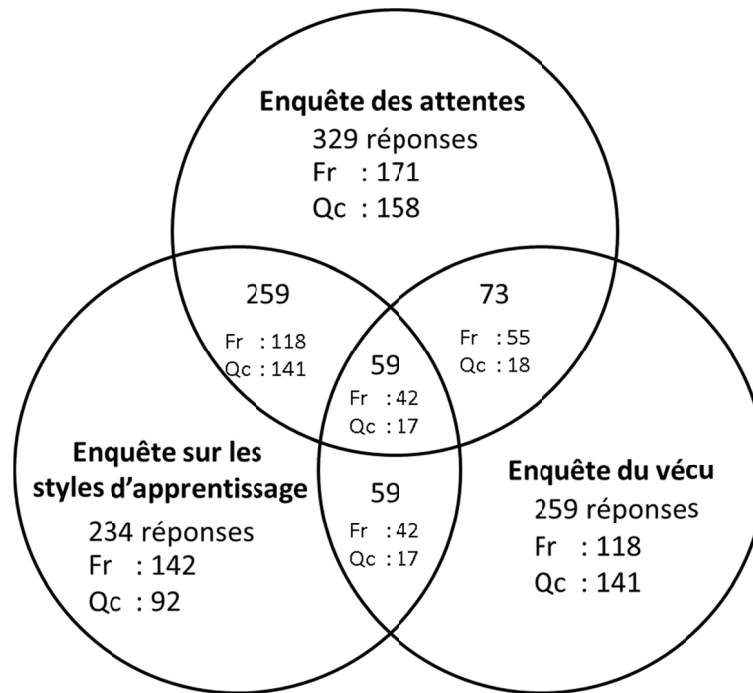 Enquête des attentes
329 réponses
Fr : 171
Qc : 158
259
Fr : 118
Qc : 141
73
Fr : 55
Qc : 18
59
Fr : 42
Qc : 17
Enquête sur les
styles d'apprentissage
234 réponses
Fr : 142
Qc : 92
59
Fr : 42
Qc : 17
Enquête du vécu
259 réponses
Fr : 118
Qc : 141